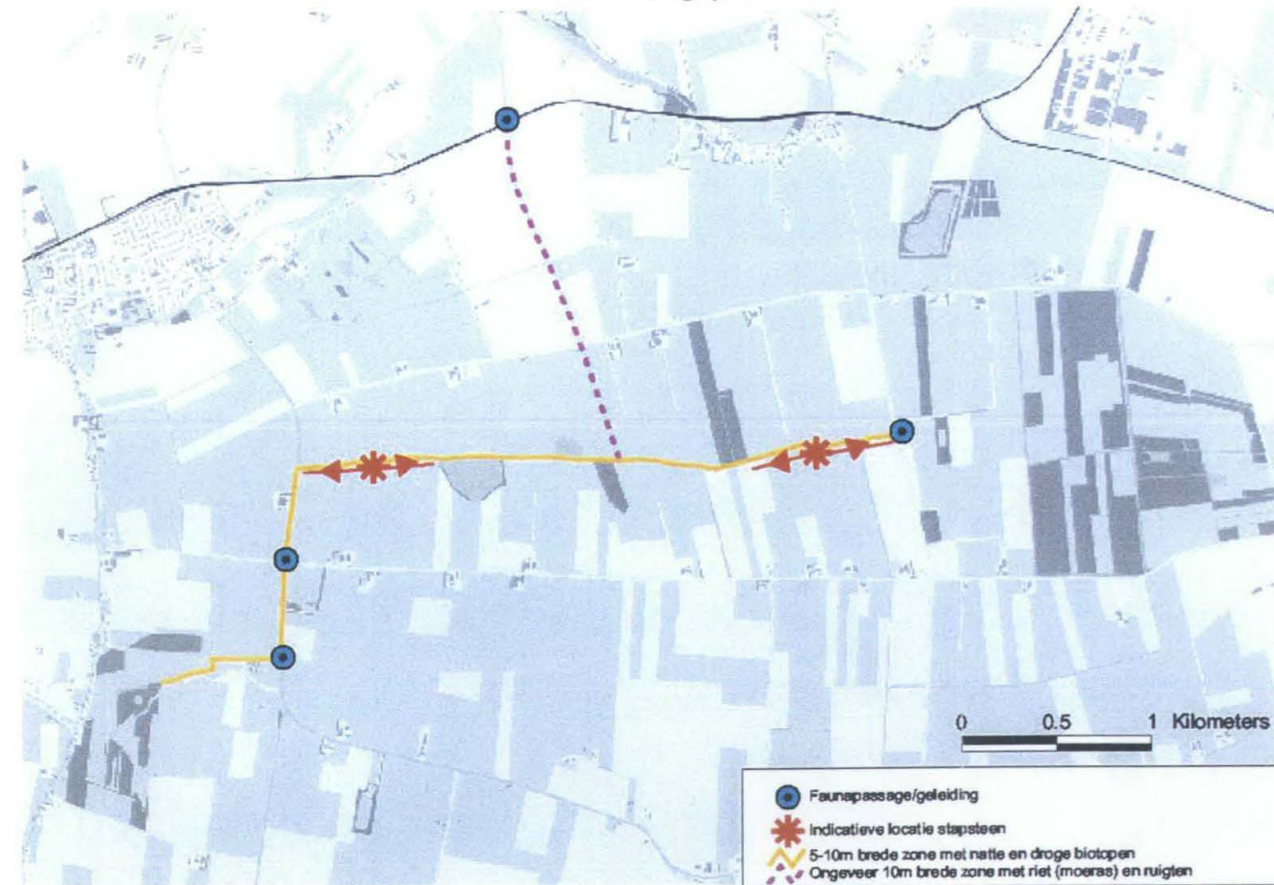 0 0.5 1 Kilometers
Faunapassage/geleiding
Indicatieve locatie stapsteen
5-10m brede zone met natte en droge biotopen
Ongeveer 10m brede zone met riet (moeras) en ruigten